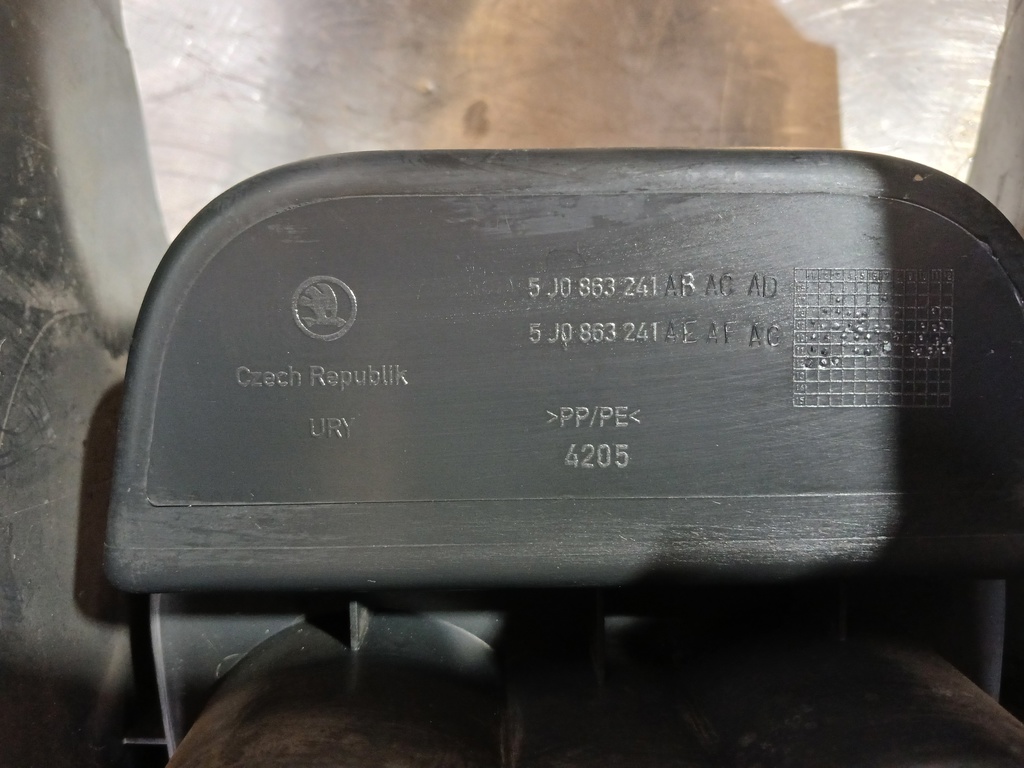 5 J0 863 241 AB AC AD
5 J0 863 241 AE AF AG
Czech Republik
URY
>PP/PE<
4205